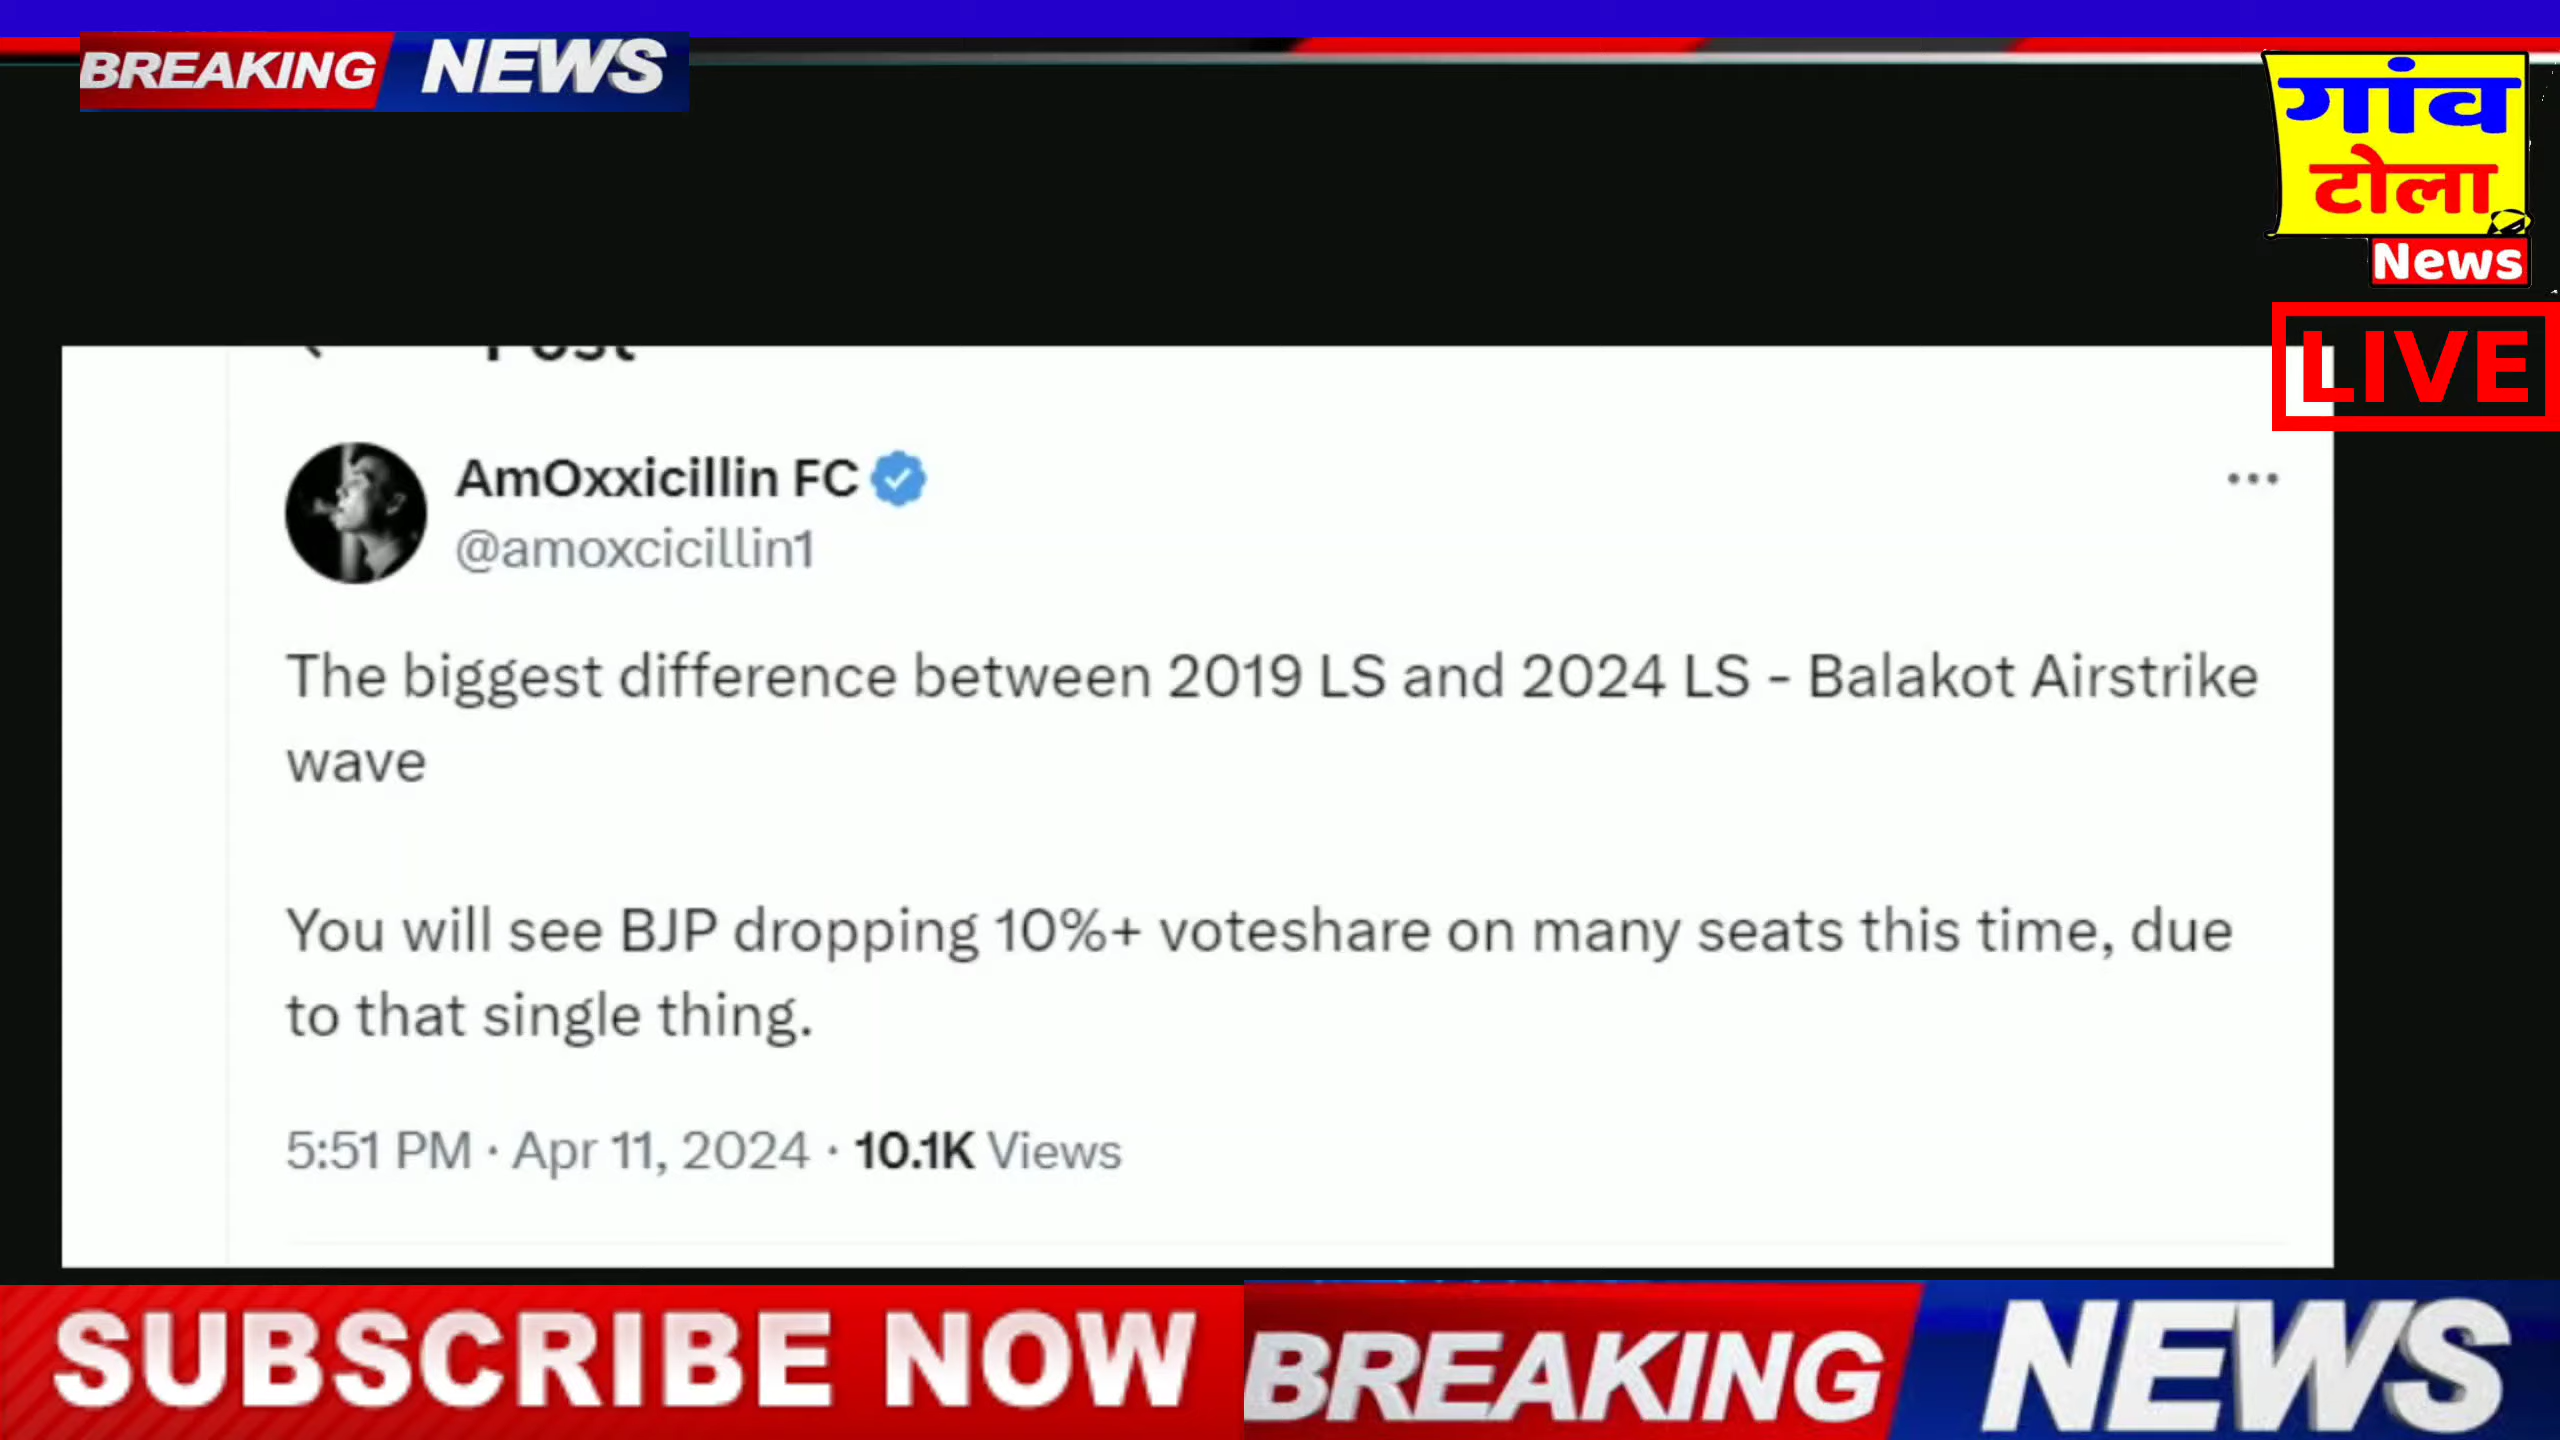 BREAKING NEWS
गांव
टोला
News
LIVE
Post
AmOxxicillin FC
@amoxcicillin1
The biggest difference between 2019 LS and 2024 LS - Balakot Airstrike
wave
You will see BJP dropping 10%+ voteshare on many seats this time, due
to that single thing.
5:51 PM · Apr 11, 2024 · 10.1K Views
SUBSCRIBE NOW BREAKING NEWS